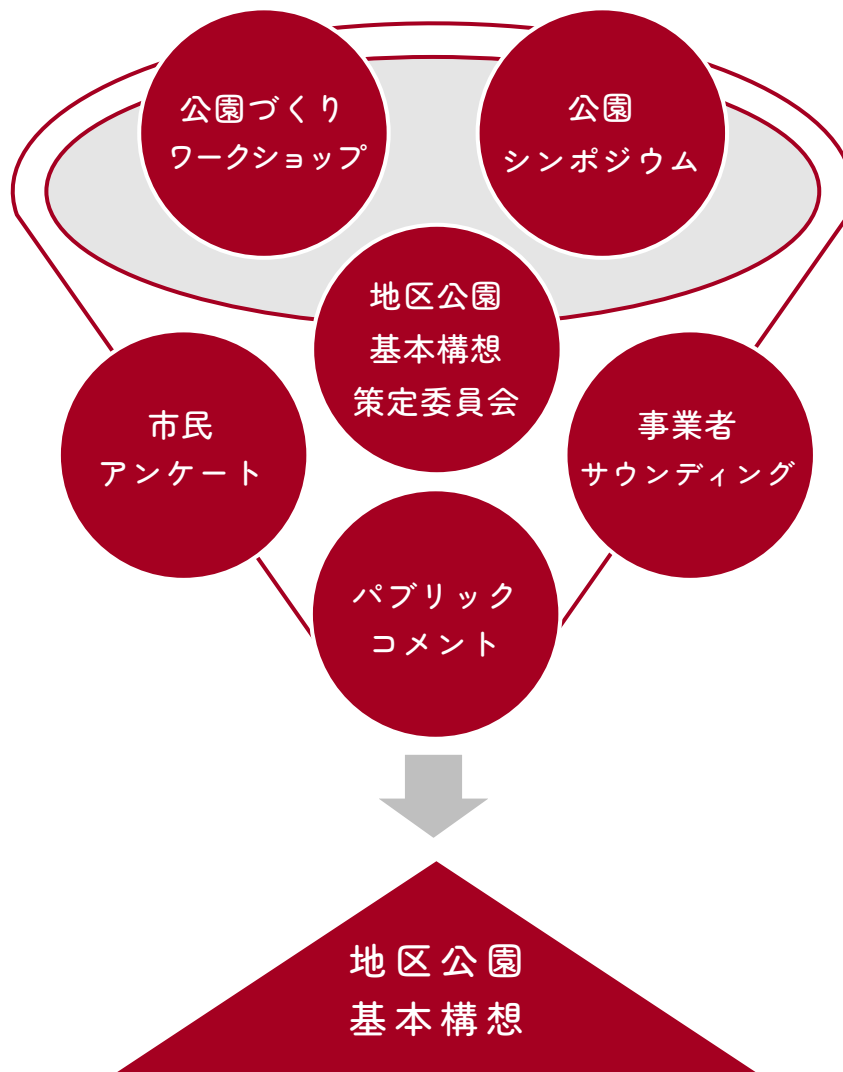 公園づくり
ワークショップ
公園
シンポジウム
地区公園
基本構想
策定委員会
市民
アンケート
事業者
サウンディング
パブリック
コメント
地区公園
基本構想